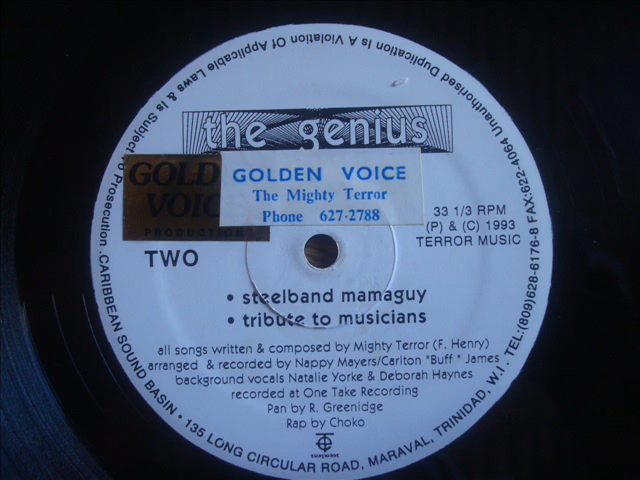 the genius
GOLD
VOIC
PRODUCTION
GOLDEN VOICE
The Mighty Terror
Phone 627-2788
33 1/3 RPM
(P) & (C) 1993
TERROR MUSIC
TWO
• steelband mamaguy
• tribute to musicians
all songs written & composed by Mighty Terror (F. Henry)
arranged & recorded by Nappy Mayers/Carlton "Buff" James
background vocals Natalie Yorke & Deborah Haynes
recorded at One Take Recording
Pan by R. Greenidge
Rap by Choko
.CARIBBEAN SOUND BASIN • 135 LONG CIRCULAR ROAD, MARAVAL, TRINIDAD, W.I. TEL:(809)628-6176-8 FAX:622-4064 Unauthorised Duplication Is A Violation Of Applicable Laws & Is Subject To Prosecution